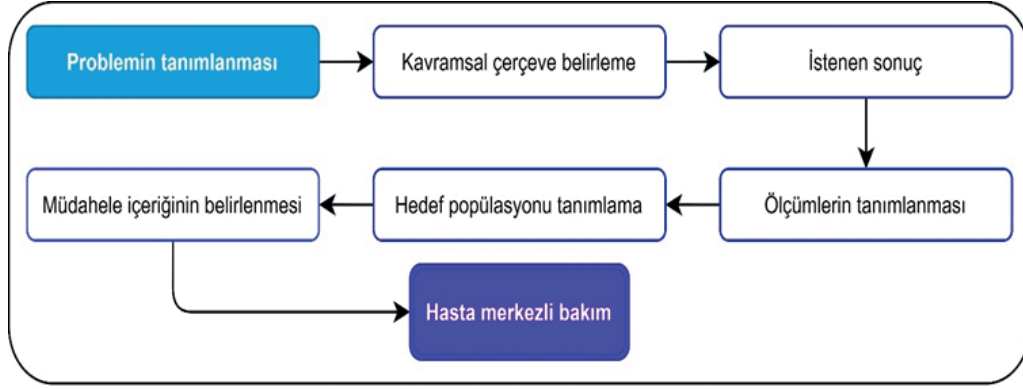 Problemin tanımlanması
Kavramsal çerçeve belirleme
İstenen sonuç
Ölçümlerin tanımlanması
Hedef popülasyonu tanımlama
Müdahele içeriğinin belirlenmesi
Hasta merkezli bakım